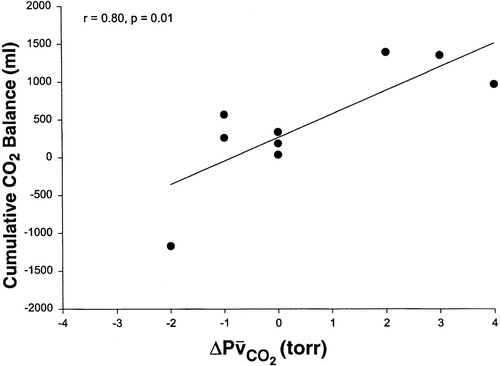 r = 0.80, p = 0.01
Cumulative CO2 Balance (ml)
2000
1500
1000
500
0
-500
-1000
-1500
-2000
-4 -3 -2 -1 0 1 2 3 4
ΔPv̄CO2 (torr)